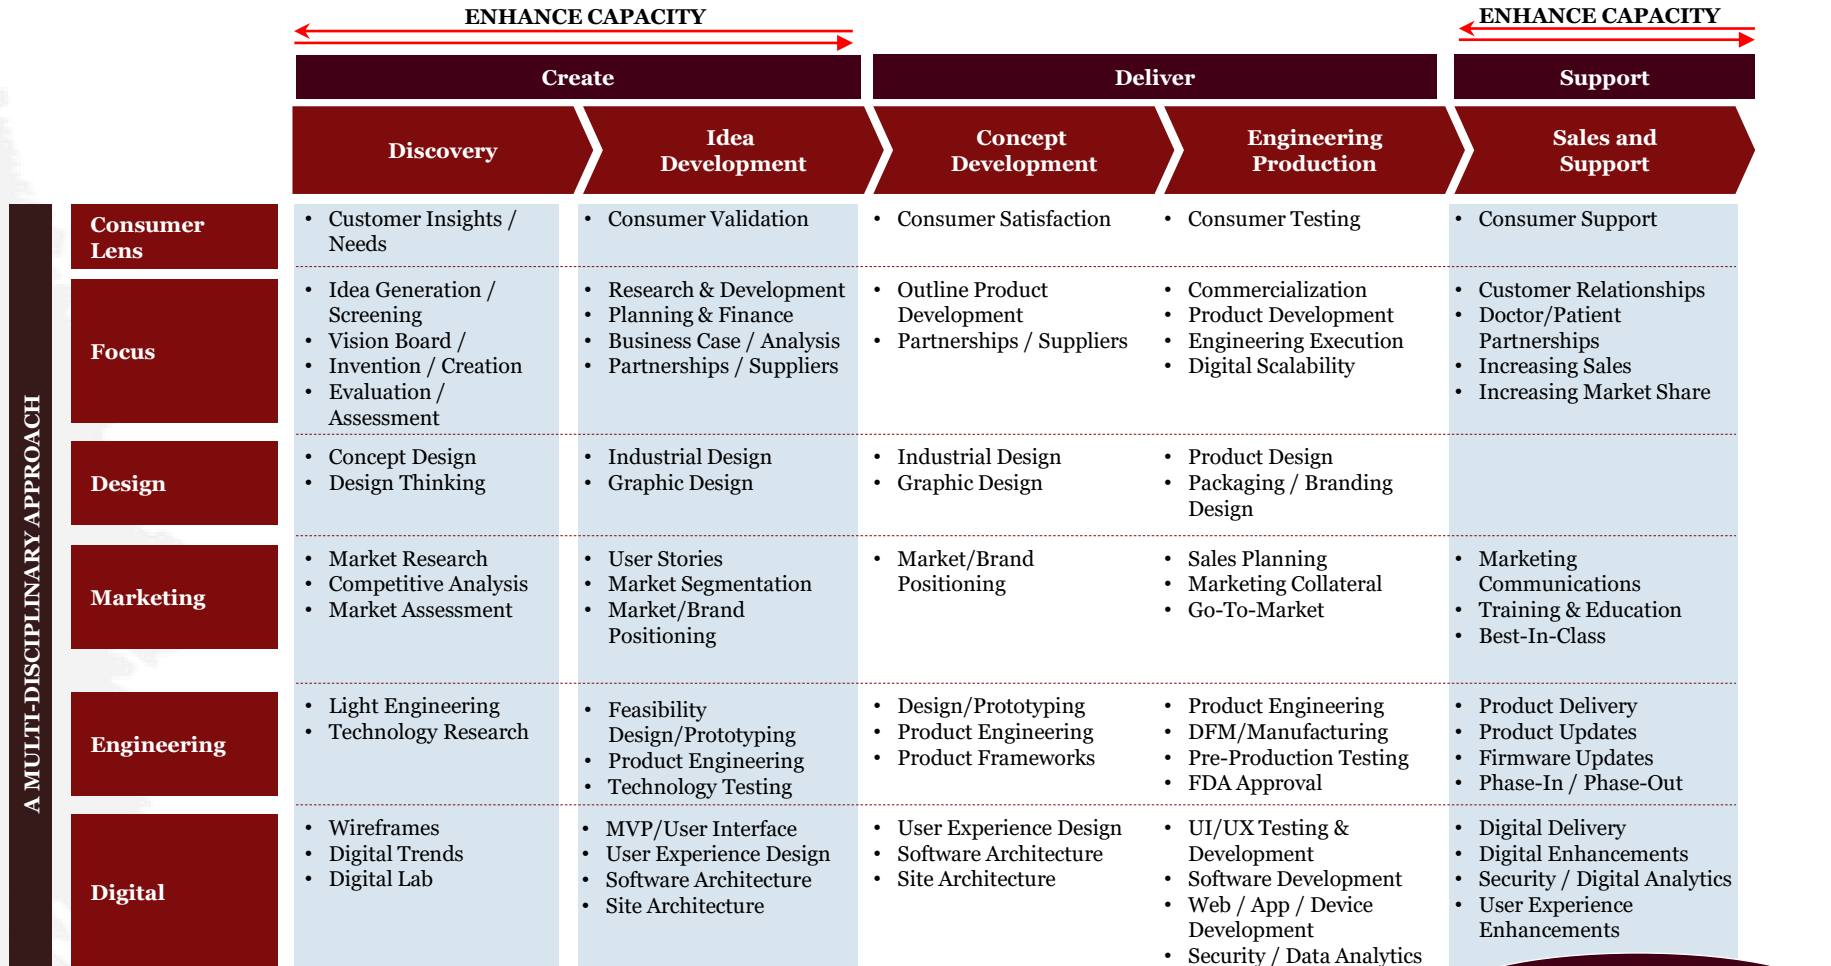 ENHANCE CAPACITY
ENHANCE CAPACITY
Create
Deliver
Support
Discovery
Idea
Development
Concept
Development
Engineering
Production
Sales and
Support
A MULTI-DISCIPLINARY APPROACH
Consumer
Lens
• Customer Insights /
Needs
• Consumer Validation
• Consumer Satisfaction
• Consumer Testing
• Consumer Support
Focus
• Idea Generation /
Screening
• Vision Board /
• Invention / Creation
• Evaluation /
Assessment
• Research & Development
• Planning & Finance
• Business Case / Analysis
• Partnerships / Suppliers
• Outline Product
Development
• Partnerships / Suppliers
• Commercialization
• Product Development
• Engineering Execution
• Digital Scalability
• Customer Relationships
• Doctor/Patient
Partnerships
• Increasing Sales
• Increasing Market Share
Design
• Concept Design
• Design Thinking
• Industrial Design
• Graphic Design
• Industrial Design
• Graphic Design
• Product Design
• Packaging / Branding
Design
Marketing
• Market Research
• Competitive Analysis
• Market Assessment
• User Stories
• Market Segmentation
• Market/Brand
Positioning
• Market/Brand
Positioning
• Sales Planning
• Marketing Collateral
• Go-To-Market
• Marketing
Communications
• Training & Education
• Best-In-Class
Engineering
• Light Engineering
• Technology Research
• Feasibility
Design/Prototyping
• Product Engineering
• Technology Testing
• Design/Prototyping
• Product Engineering
• Product Frameworks
• Product Engineering
• DFM/Manufacturing
• Pre-Production Testing
• FDA Approval
• Product Delivery
• Product Updates
• Firmware Updates
• Phase-In / Phase-Out
Digital
• Wireframes
• Digital Trends
• Digital Lab
• MVP/User Interface
• User Experience Design
• Software Architecture
• Site Architecture
• User Experience Design
• Software Architecture
• Site Architecture
• UI/UX Testing &
Development
• Software Development
• Web / App / Device
Development
• Security / Data Analytics
• Digital Delivery
• Digital Enhancements
• Security / Digital Analytics
• User Experience
Enhancements